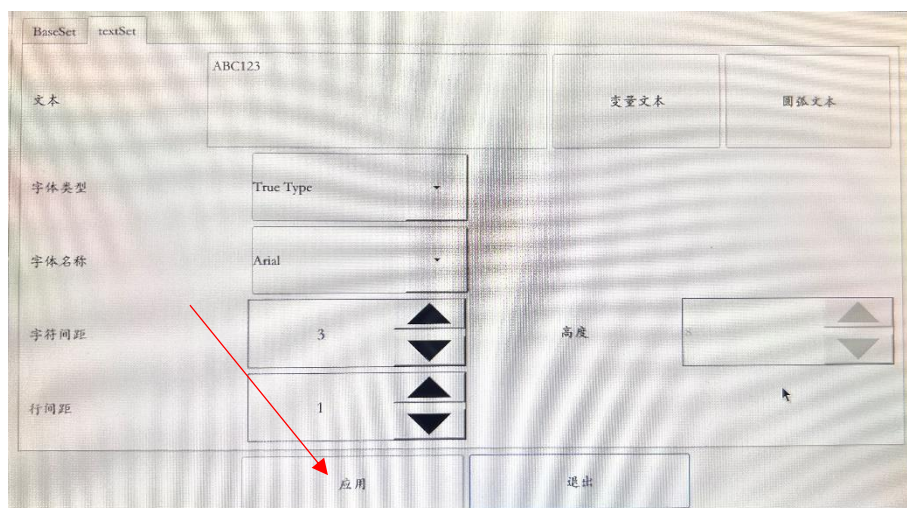 BaseSet textSet
文本 ABC123 变量文本 圆弧文本
字体类型 True Type
字体名称 Arial
字符间距 3 高度 8
行间距 1
应用 退出